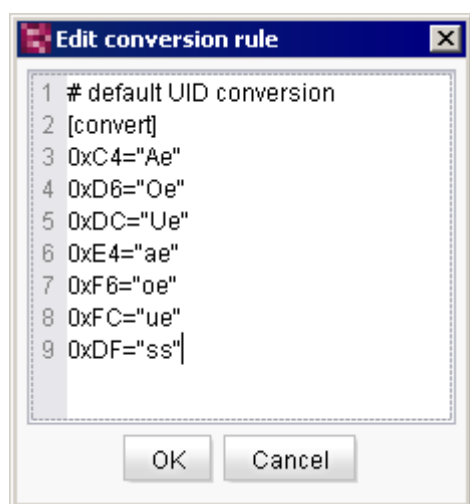 Edit conversion rule
1 # default UID conversion
2 [convert]
3 0xC4="Ae"
4 0xD6="Oe"
5 0xDC="Ue"
6 0xE4="ae"
7 0xF6="oe"
8 0xFC="ue"
9 0xDF="ss"
OK Cancel